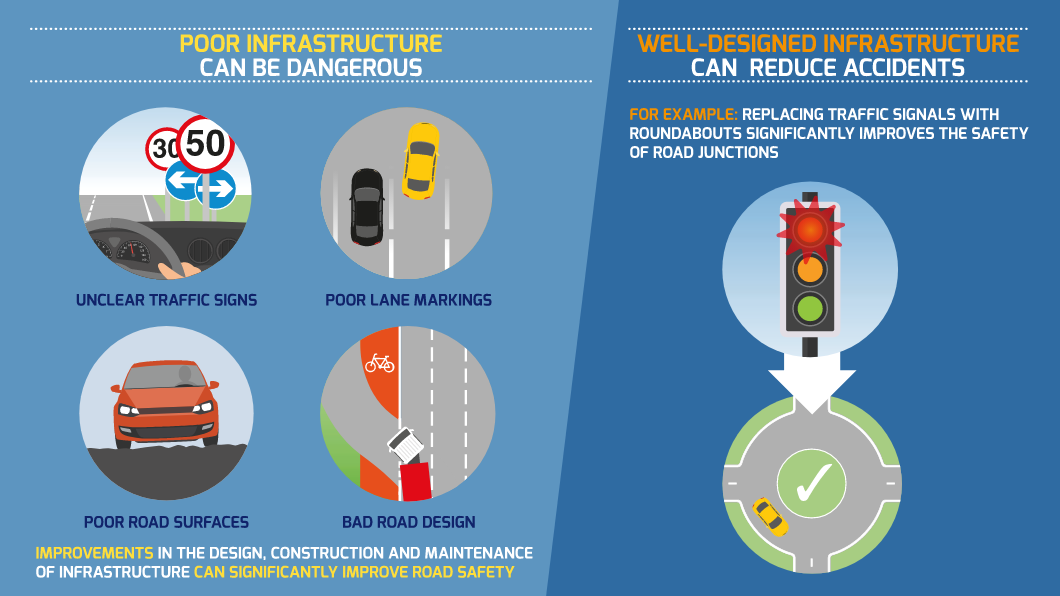 POOR INFRASTRUCTURE
CAN BE DANGEROUS
30
50
UNCLEAR TRAFFIC SIGNS
POOR LANE MARKINGS
POOR ROAD SURFACES
BAD ROAD DESIGN
IMPROVEMENTS IN THE DESIGN, CONSTRUCTION AND MAINTENANCE
OF INFRASTRUCTURE CAN SIGNIFICANTLY IMPROVE ROAD SAFETY
WELL-DESIGNED INFRASTRUCTURE
CAN REDUCE ACCIDENTS
FOR EXAMPLE: REPLACING TRAFFIC SIGNALS WITH
ROUNDABOUTS SIGNIFICANTLY IMPROVES THE SAFETY
OF ROAD JUNCTIONS